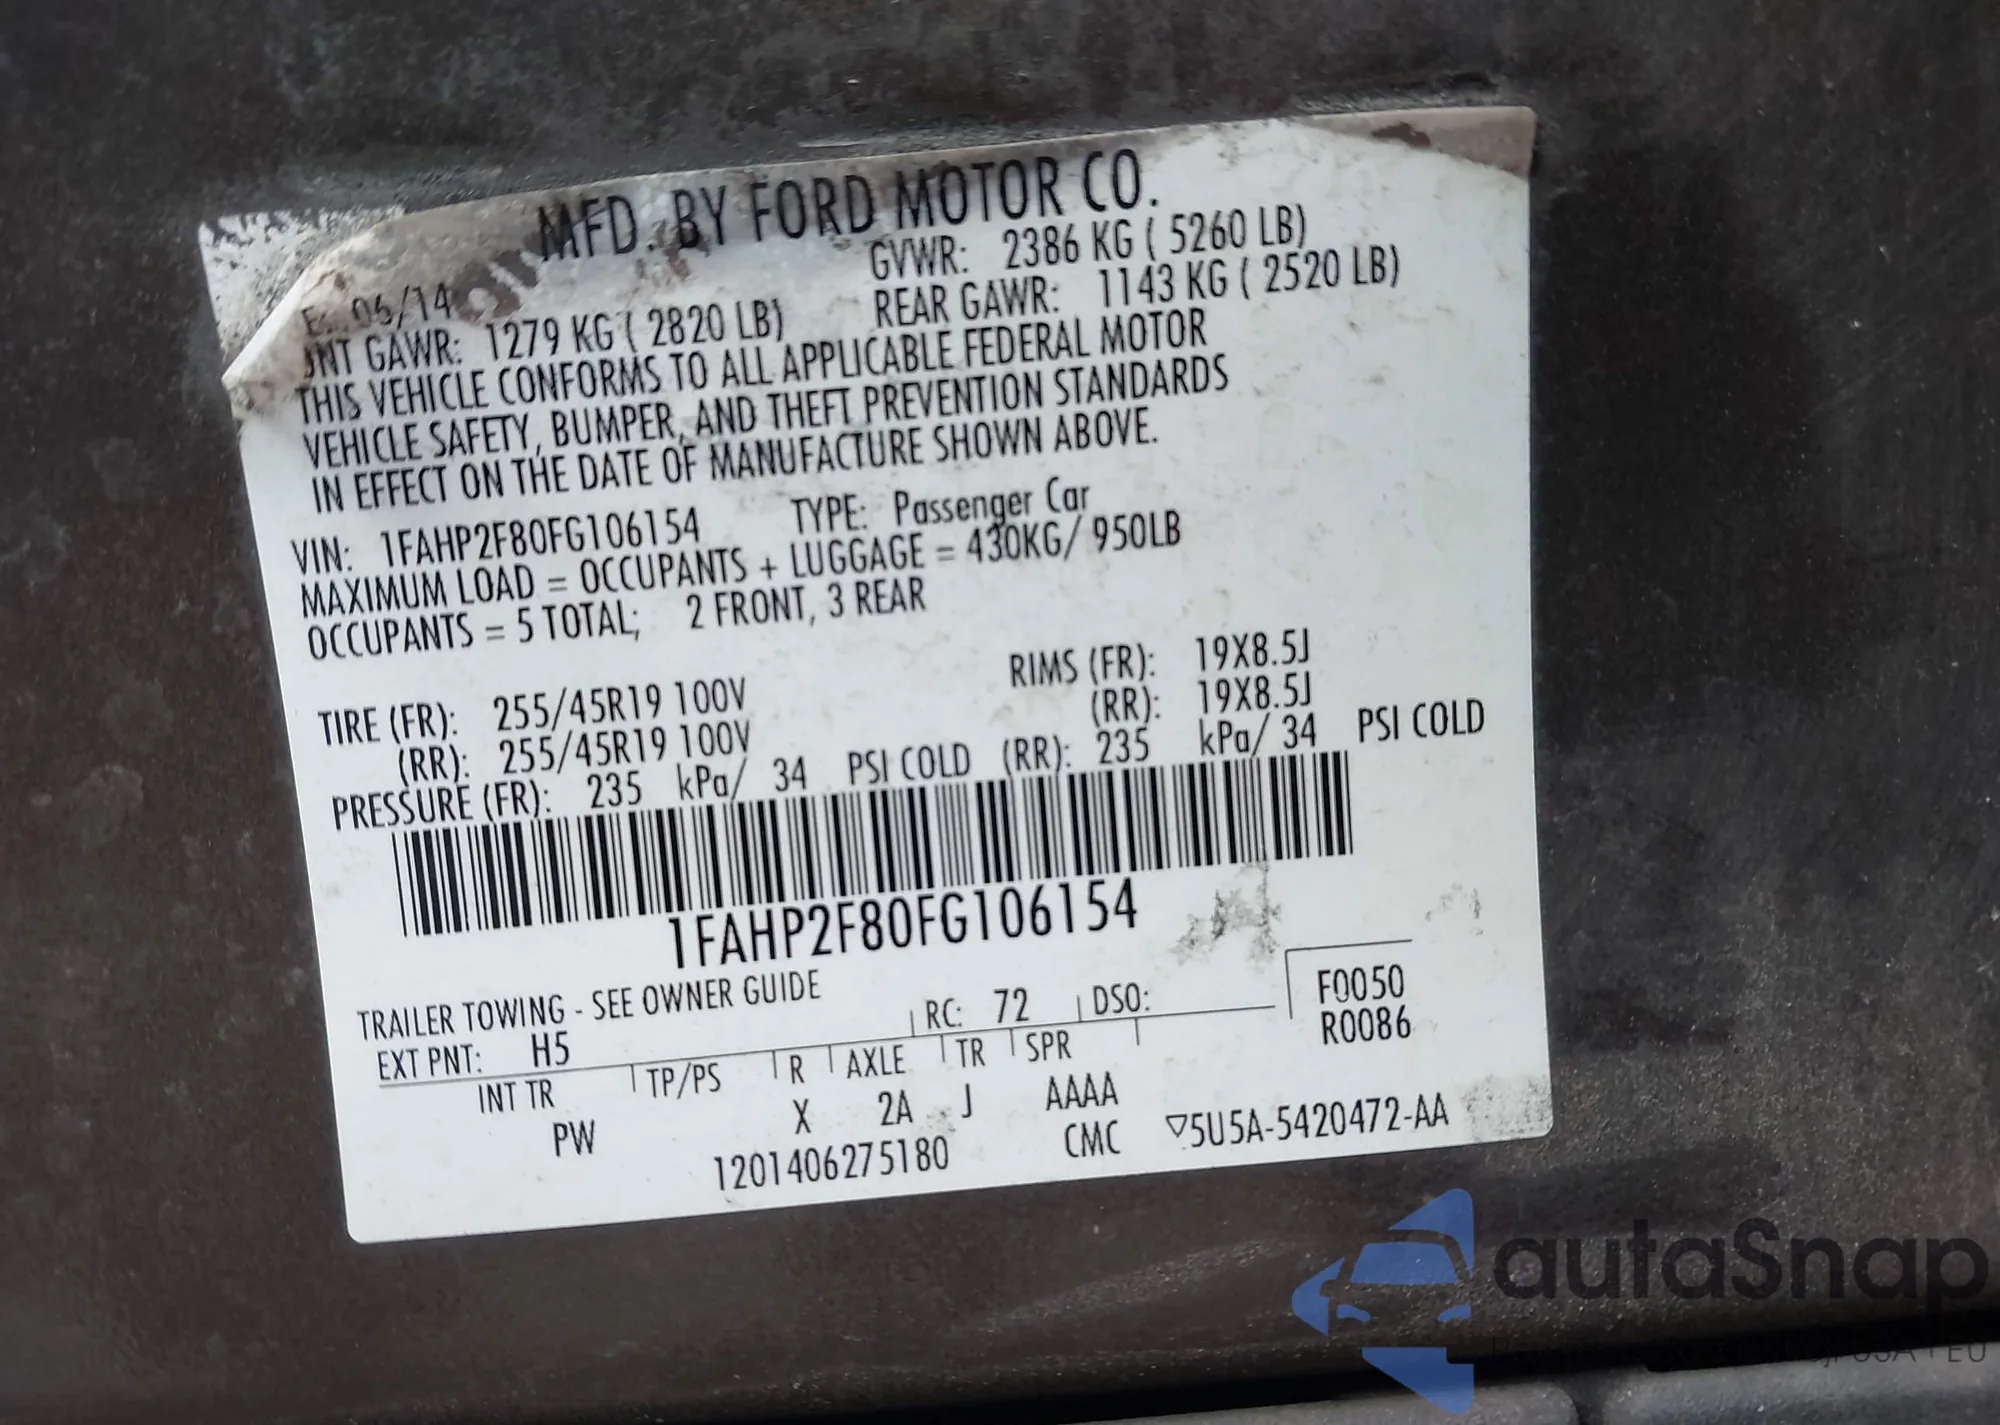 MFD. BY FORD MOTOR CO.
E: 06/14 GVWR: 2386 KG ( 5260 LB)
NT GAWR: 1279 KG ( 2820 LB) REAR GAWR: 1143 KG ( 2520 LB)
THIS VEHICLE CONFORMS TO ALL APPLICABLE FEDERAL MOTOR
VEHICLE SAFETY, BUMPER, AND THEFT PREVENTION STANDARDS
IN EFFECT ON THE DATE OF MANUFACTURE SHOWN ABOVE.
VIN: 1FAHP2F80FG106154 TYPE: Passenger Car
MAXIMUM LOAD = OCCUPANTS + LUGGAGE = 430KG/ 950LB
OCCUPANTS = 5 TOTAL; 2 FRONT, 3 REAR
TIRE (FR): 255/45R19 100V RIMS (FR): 19X8.5J
(RR): 255/45R19 100V (RR): 19X8.5J
PRESSURE (FR): 235 kPa/ 34 PSI COLD (RR): 235 kPa/ 34 PSI COLD
1FAHP2F80FG106154
TRAILER TOWING - SEE OWNER GUIDE
EXT PNT: H5 RC: 72 DSO: F0050
R0086
INT TR TP/PS R AXLE TR SPR
PW X 2A J AAAA
1201406275180 CMC ▽5U5A-5420472-AA
autaSnap